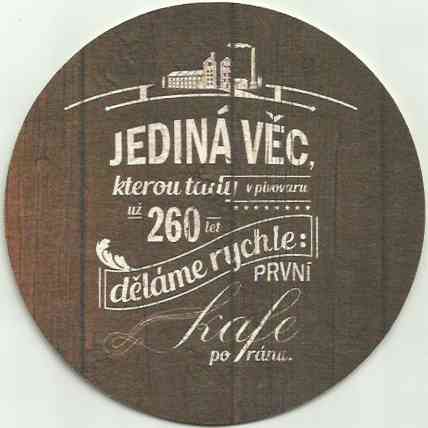 JEDINÁ VĚC,
kterou tady v pivovaru
už 260 let
děláme rychle:
PRVNÍ
kafe
po ránu.